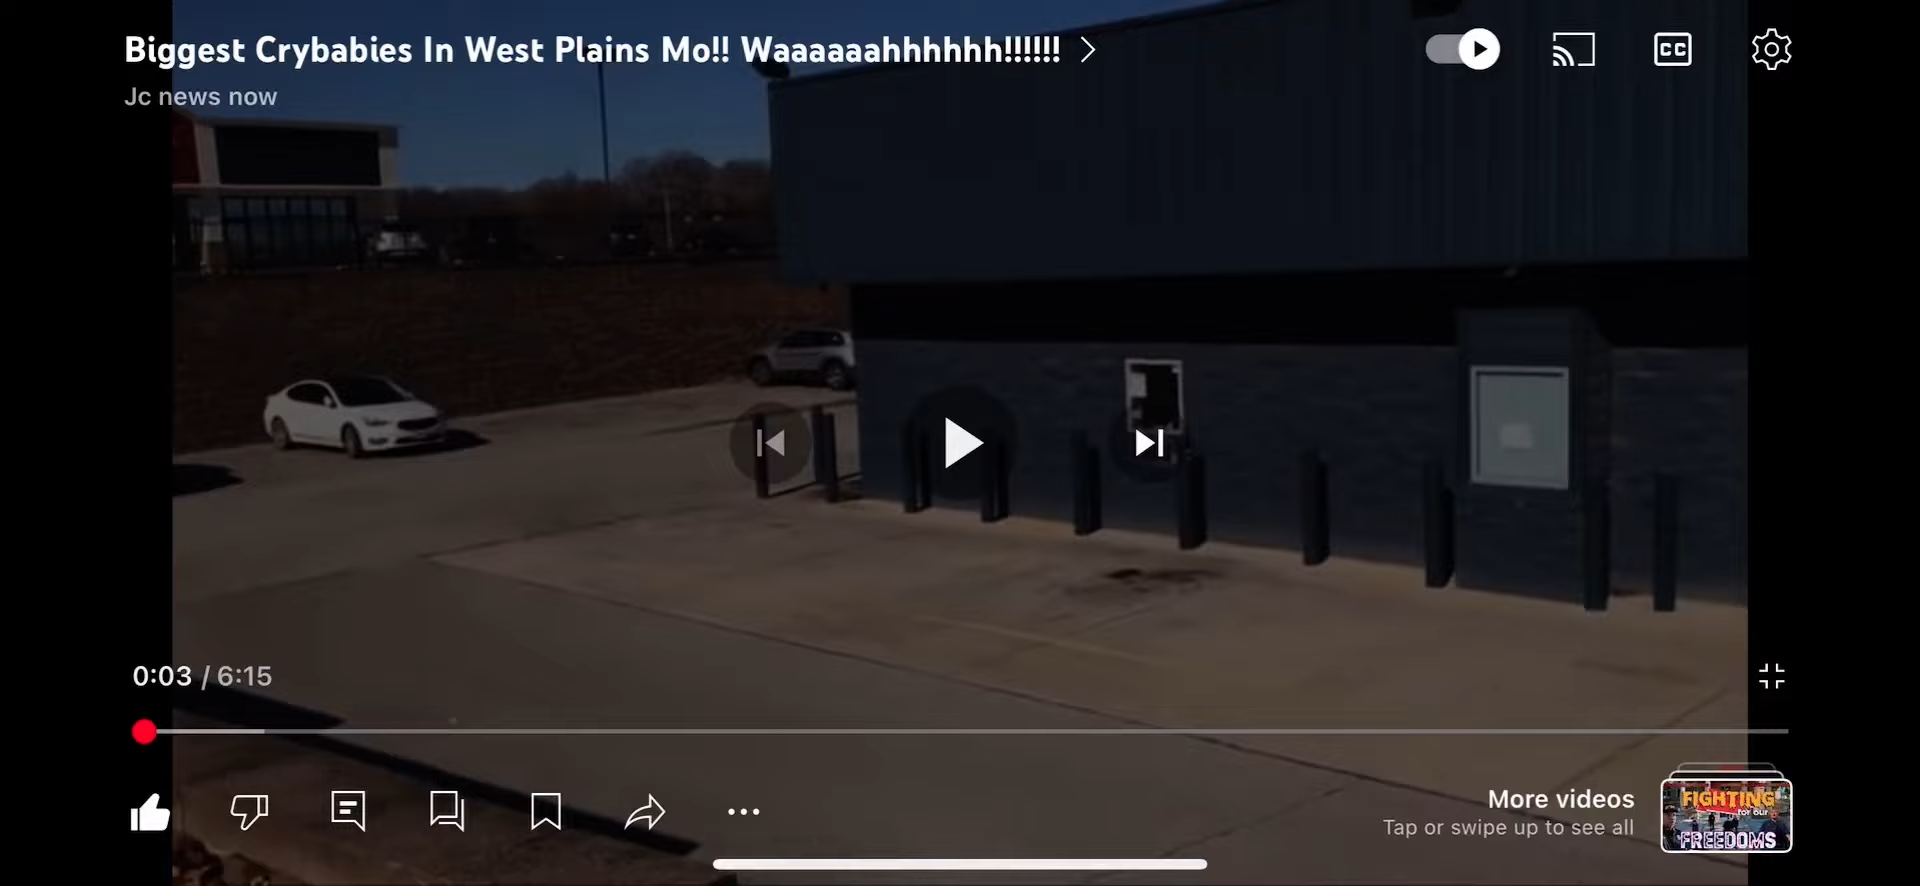 Biggest Crybabies In West Plains Mo!! Waaaaaahhhhhh!!!!!!
Jc news now
CC
0:03 / 6:15
More videos
Tap or swipe up to see all
FIGHTING
for our
FREEDOMS